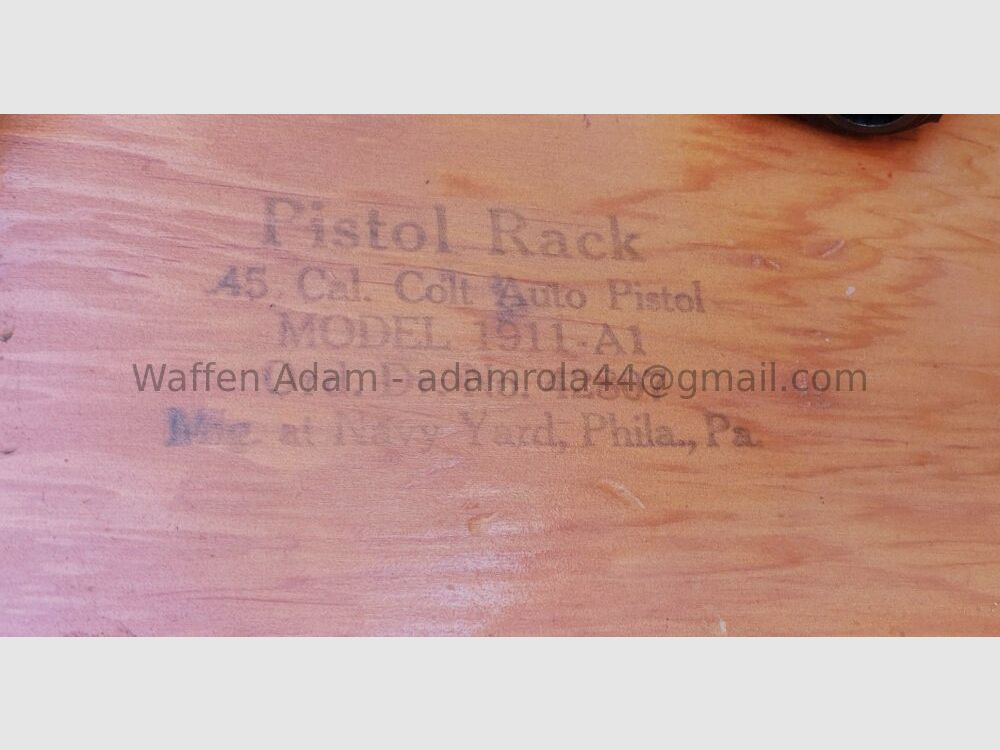 Pistol Rack
.45 Cal. Colt Auto Pistol
MODEL 1911-A1
Waffen Adam - adamrola44@gmail.com
Mfg. at Navy Yard, Phila., Pa.